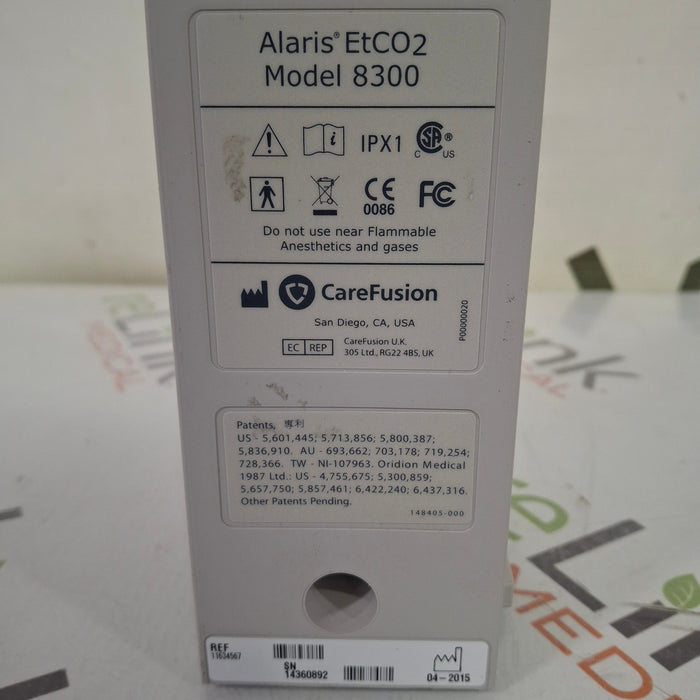 Alaris® EtCO2
Model 8300
IPX1
C SA ® US
CE
0086
FC
Do not use near Flammable
Anesthetics and gases
CareFusion
San Diego, CA, USA
P00000020
EC REP
CareFusion U.K.
305 Ltd., RG22 4BS, UK
Patents, 專利
US - 5,601,445; 5,713,856; 5,800,387;
5,836,910. AU - 693,662; 703,178; 719,254;
728,366. TW - NI-107963. Oridion Medical
1987 Ltd.: US - 4,755,675; 5,300,859;
5,657,750; 5,857,461; 6,422,240; 6,437,316.
Other Patents Pending.
148405-000
REF
11634567
SN
14360892
04-2015